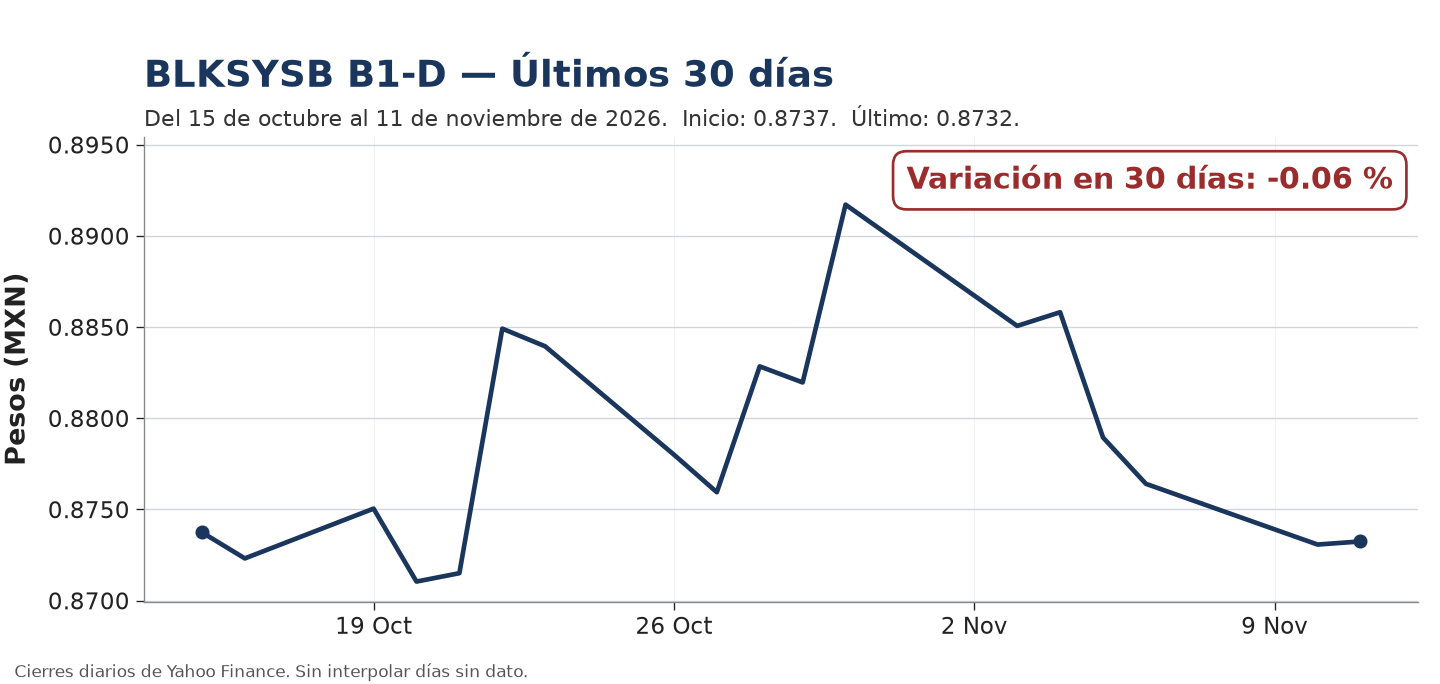 BLKSYSB B1-D — Últimos 30 días
Del 15 de octubre al 11 de noviembre de 2026.  Inicio: 0.8737.  Último: 0.8732.
Variación en 30 días: -0.06 %
Pesos (MXN)
0.8950
0.8900
0.8850
0.8800
0.8750
0.8700
19 Oct
26 Oct
2 Nov
9 Nov
Cierres diarios de Yahoo Finance. Sin interpolar días sin dato.